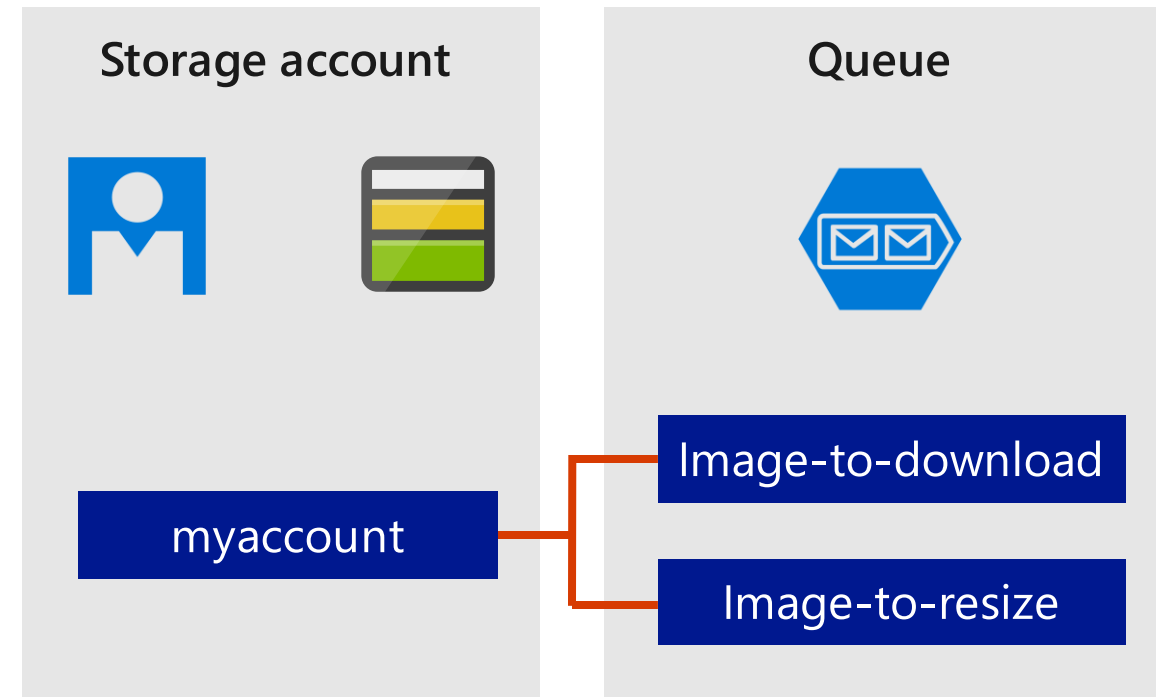 Storage account
Queue
Image-to-download
myaccount
Image-to-resize